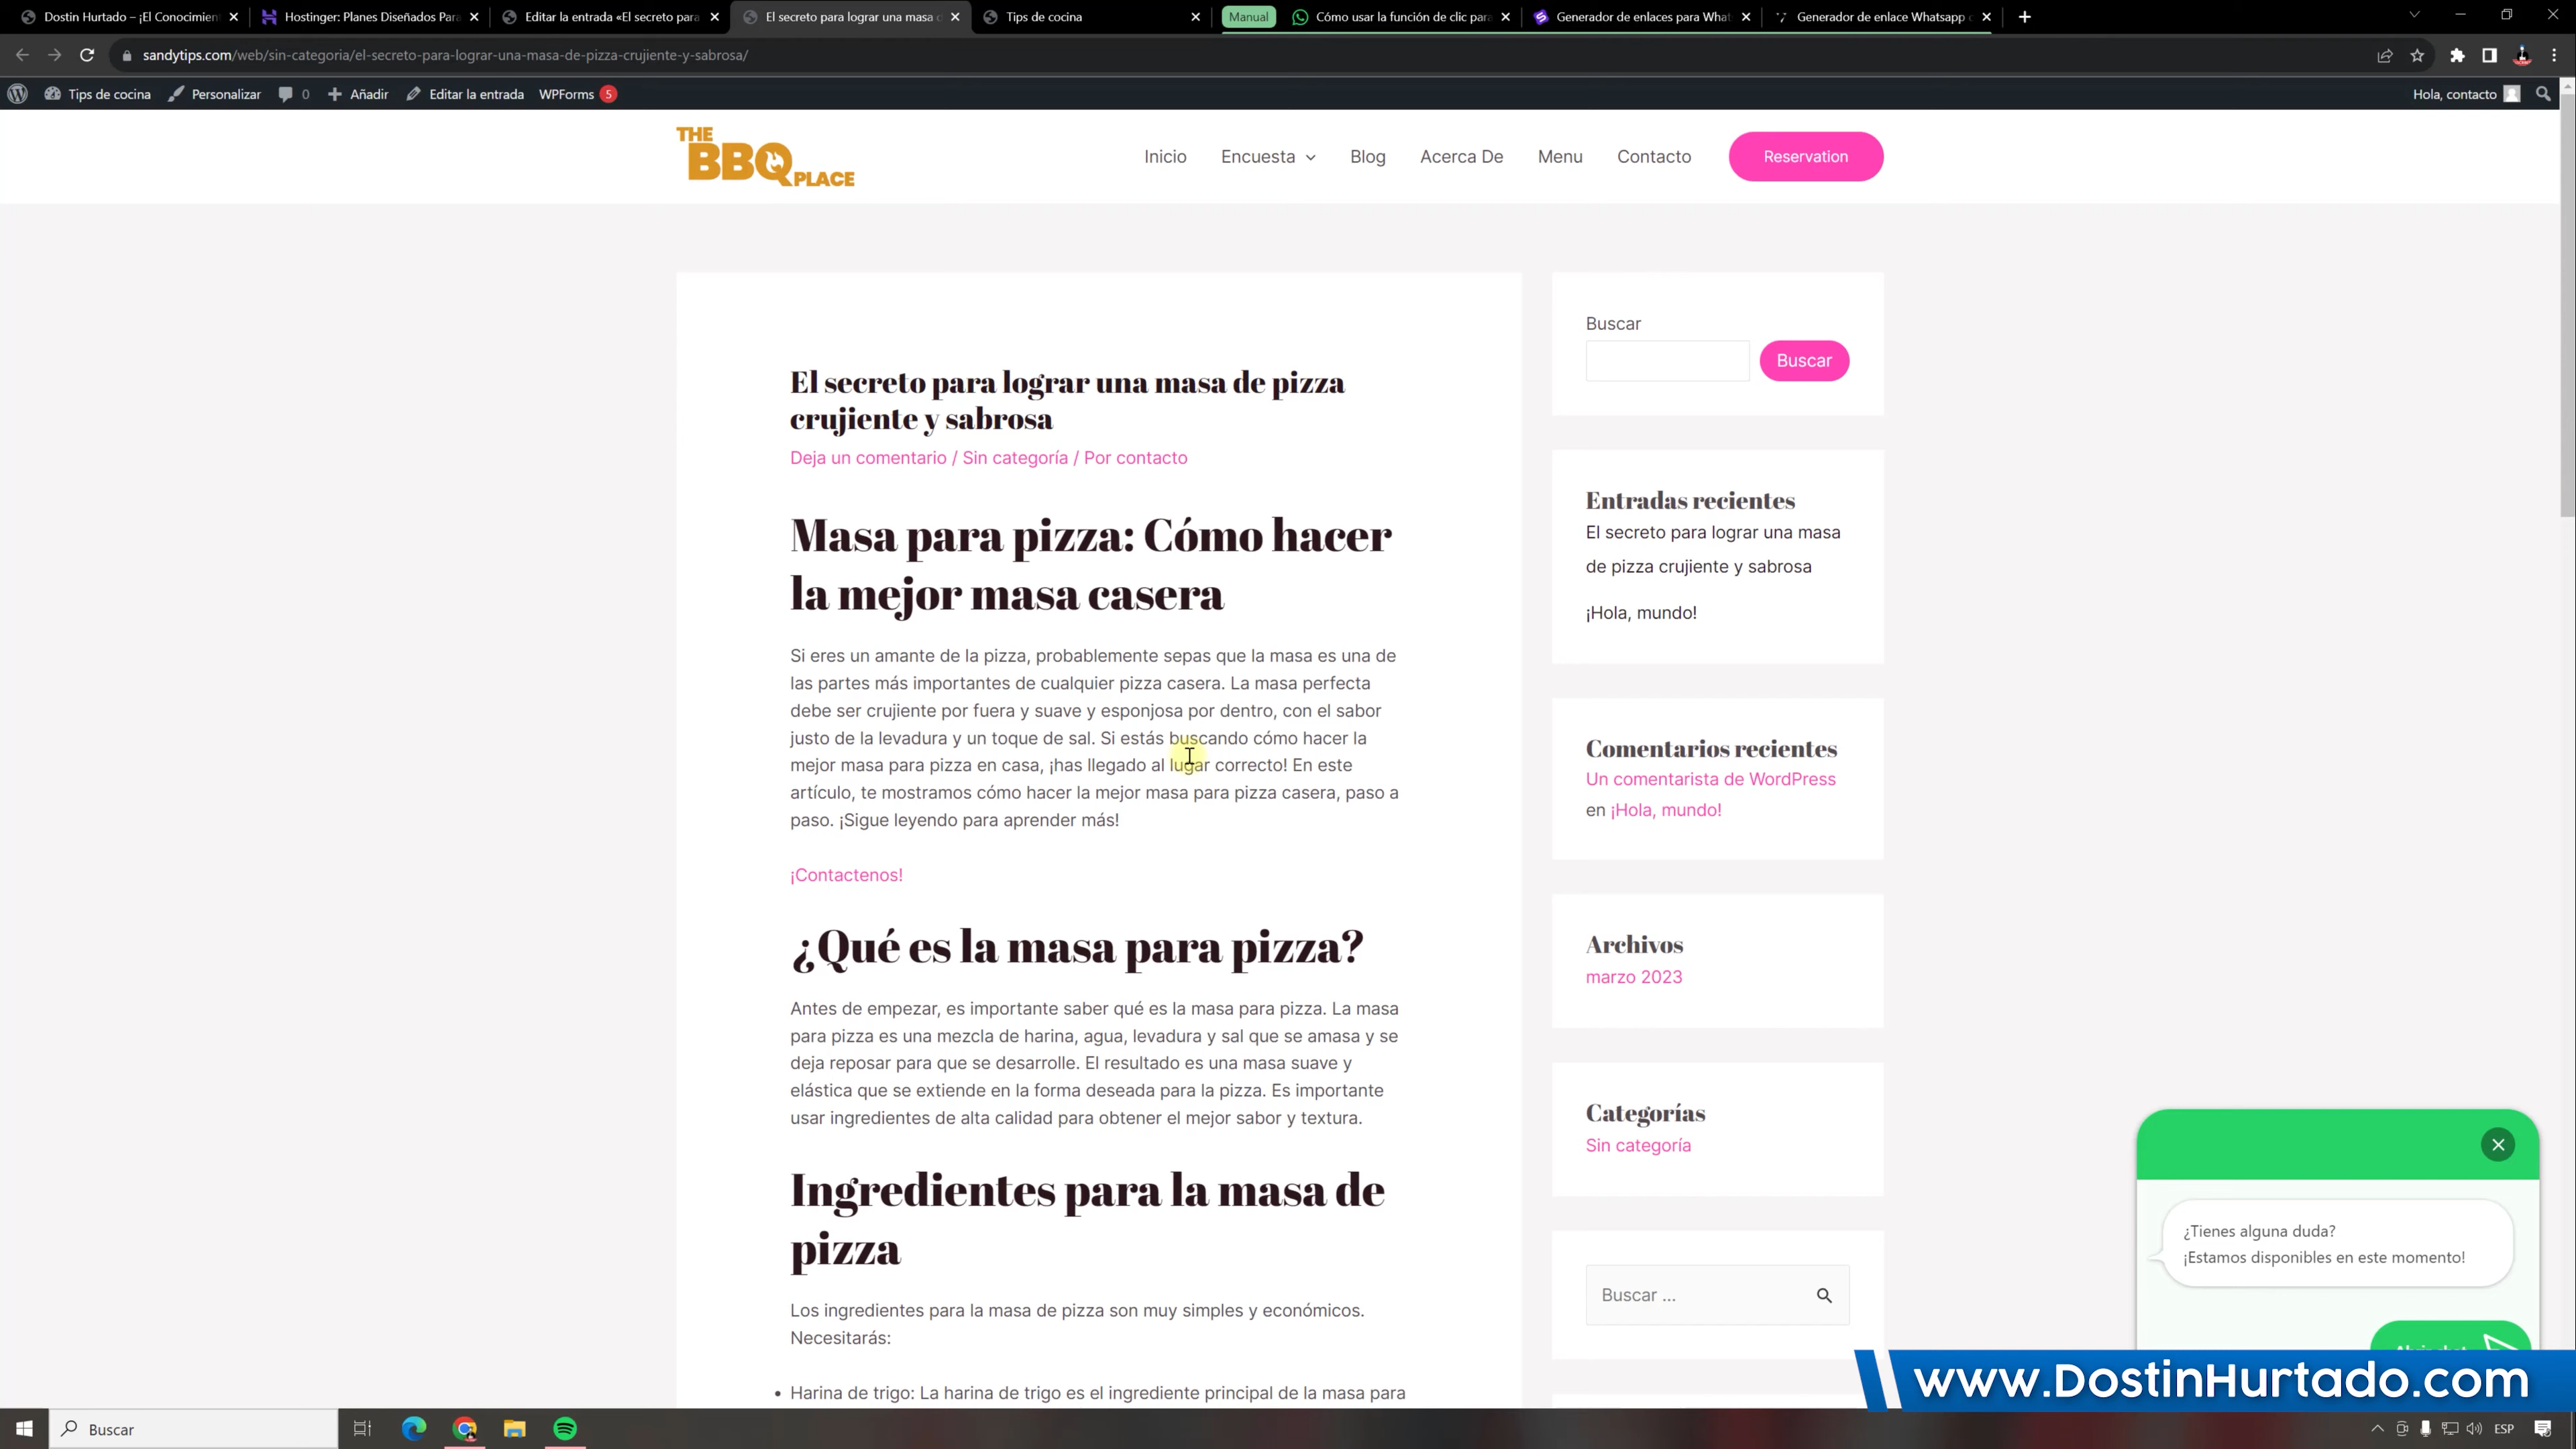 Dostin Hurtado – ¡El Conocimien
Hostinger: Planes Diseñados Para
Editar la entrada «El secreto para
El secreto para lograr una masa d
Tips de cocina
Manual
Cómo usar la función de clic para
Generador de enlaces para What
Generador de enlace Whatsapp
sandytips.com/web/sin-categoria/el-secreto-para-lograr-una-masa-de-pizza-crujiente-y-sabrosa/
Tips de cocina
Personalizar
0
Añadir
Editar la entrada
WPForms 5
Hola, contacto
THE
BBQ PLACE
Inicio
Encuesta
Blog
Acerca De
Menu
Contacto
Reservation
El secreto para lograr una masa de pizza
crujiente y sabrosa
Deja un comentario / Sin categoría / Por contacto
Masa para pizza: Cómo hacer
la mejor masa casera
Si eres un amante de la pizza, probablemente sepas que la masa es una de
las partes más importantes de cualquier pizza casera. La masa perfecta
debe ser crujiente por fuera y suave y esponjosa por dentro, con el sabor
justo de la levadura y un toque de sal. Si estás buscando cómo hacer la
mejor masa para pizza en casa, ¡has llegado al lugar correcto! En este
artículo, te mostramos cómo hacer la mejor masa para pizza casera, paso a
paso. ¡Sigue leyendo para aprender más!
¡Contactenos!
¿Qué es la masa para pizza?
Antes de empezar, es importante saber qué es la masa para pizza. La masa
para pizza es una mezcla de harina, agua, levadura y sal que se amasa y se
deja reposar para que se desarrolle. El resultado es una masa suave y
elástica que se extiende en la forma deseada para la pizza. Es importante
usar ingredientes de alta calidad para obtener el mejor sabor y textura.
Ingredientes para la masa de
pizza
Los ingredientes para la masa de pizza son muy simples y económicos.
Necesitarás:
• Harina de trigo: La harina de trigo es el ingrediente principal de la masa para
Buscar
Buscar
Entradas recientes
El secreto para lograr una masa
de pizza crujiente y sabrosa
¡Hola, mundo!
Comentarios recientes
Un comentarista de WordPress
en ¡Hola, mundo!
Archivos
marzo 2023
Categorías
Sin categoría
Buscar ...
¿Tienes alguna duda?
¡Estamos disponibles en este momento!
www.DostinHurtado.com
Buscar
ESP